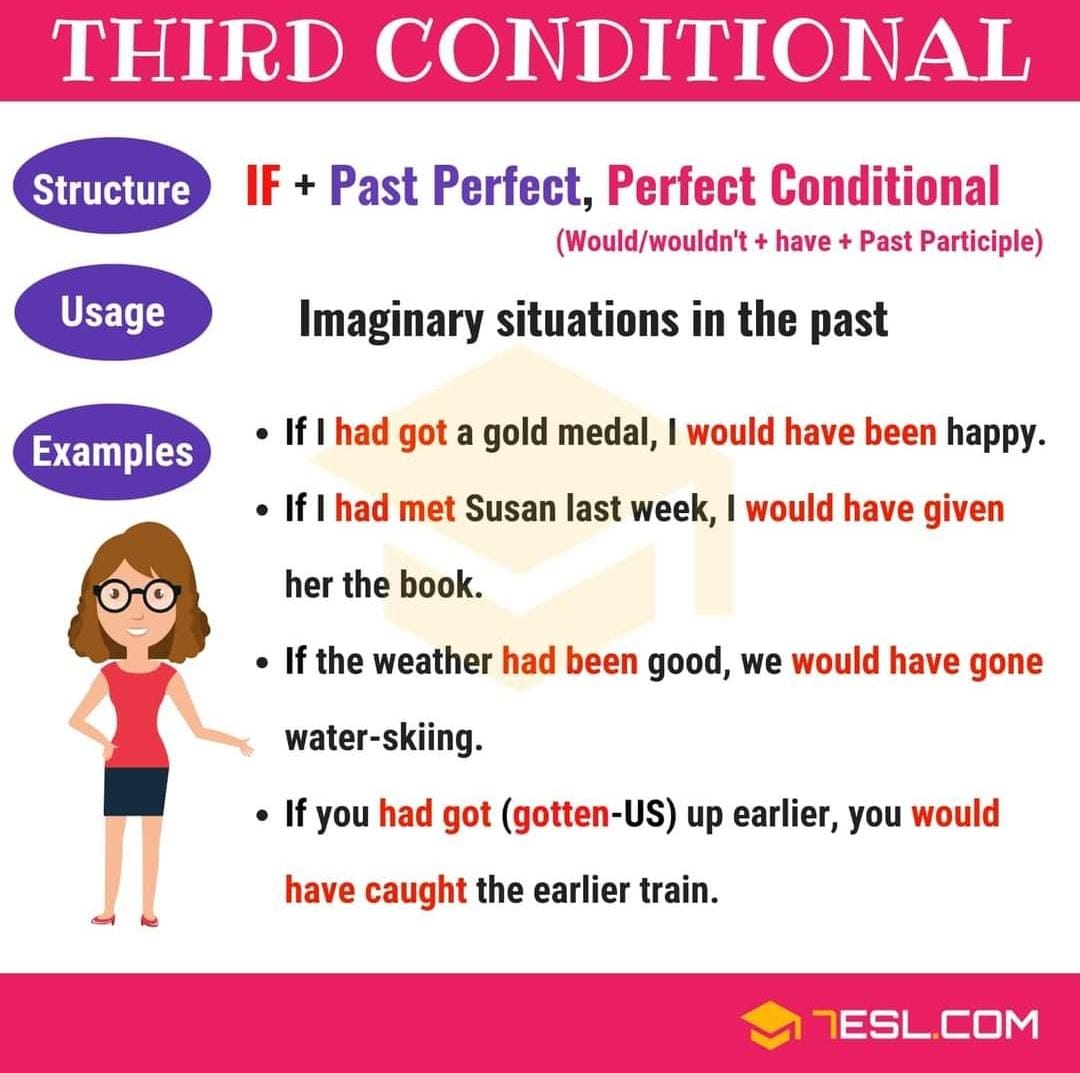 THIRD CONDITIONAL
Structure
IF + Past Perfect, Perfect Conditional
(Would/wouldn't + have + Past Participle)
Usage
Imaginary situations in the past
Examples
• If I had got a gold medal, I would have been happy.
• If I had met Susan last week, I would have given
her the book.
• If the weather had been good, we would have gone
water-skiing.
• If you had got (gotten-US) up earlier, you would
have caught the earlier train.
7ESL.COM